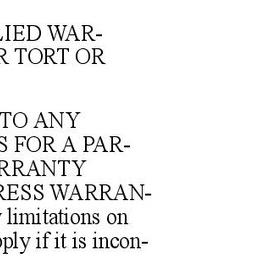 LIED WAR-
R TORT OR
TO ANY
S FOR A PAR-
RRANTY
RESS WARRAN-
limitations on
pply if it is incon-